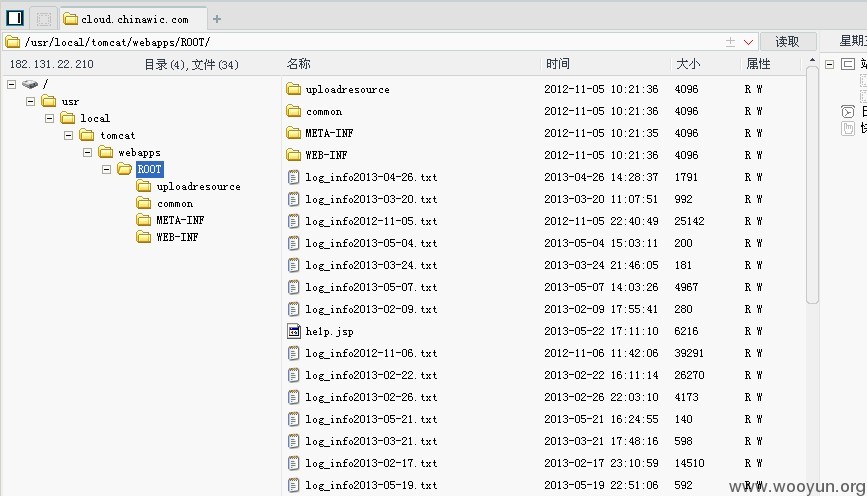 cloud.chinawic.com
/usr/local/tomcat/webapps/ROOT/ 读取 星期五
182.131.22.210 目录(4),文件(34) 名称 时间 大小 属性
/
usr
local
tomcat
webapps
ROOT
uploadresource
common
META-INF
WEB-INF
uploadresource 2012-11-05 10:21:36 4096 R W
common 2012-11-05 10:21:36 4096 R W
META-INF 2012-11-05 10:21:35 4096 R W
WEB-INF 2012-11-05 10:21:36 4096 R W
log_info2013-04-26.txt 2013-04-26 14:28:37 1791 R W
log_info2013-03-20.txt 2013-03-20 11:07:51 992 R W
log_info2012-11-05.txt 2012-11-05 22:40:49 25142 R W
log_info2013-05-04.txt 2013-05-04 15:03:11 200 R W
log_info2013-03-24.txt 2013-03-24 21:46:05 181 R W
log_info2013-05-07.txt 2013-05-07 14:03:26 4967 R W
log_info2013-02-09.txt 2013-02-09 17:55:41 280 R W
he1p.jsp 2013-05-22 17:11:10 6216 R W
log_info2012-11-06.txt 2012-11-06 11:42:06 39291 R W
log_info2013-02-22.txt 2013-02-22 16:11:14 26270 R W
log_info2013-02-26.txt 2013-02-26 22:03:10 4173 R W
log_info2013-05-21.txt 2013-05-21 16:24:55 140 R W
log_info2013-03-21.txt 2013-03-21 17:48:16 598 R W
log_info2013-02-17.txt 2013-02-17 23:10:59 14510 R W
log_info2013-05-19.txt 2013-05-19 22:51:06 592 R W
www.wooyun.org